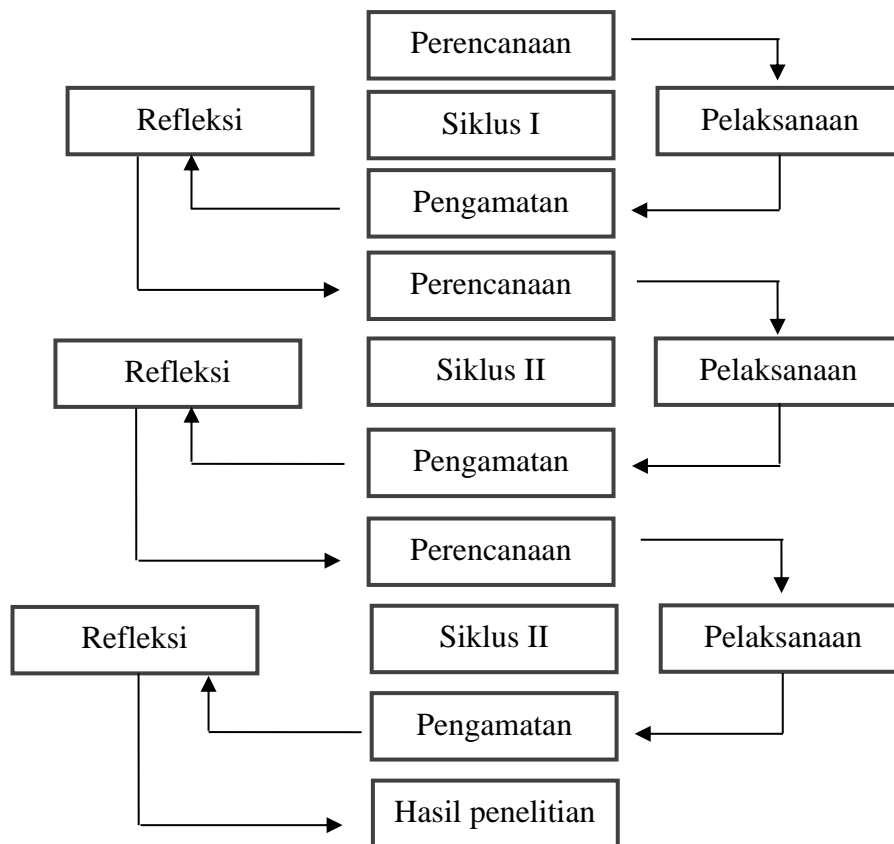 Perencanaan
Refleksi
Siklus I
Pelaksanaan
Pengamatan
Perencanaan
Refleksi
Siklus II
Pelaksanaan
Pengamatan
Perencanaan
Refleksi
Siklus II
Pelaksanaan
Pengamatan
Hasil penelitian